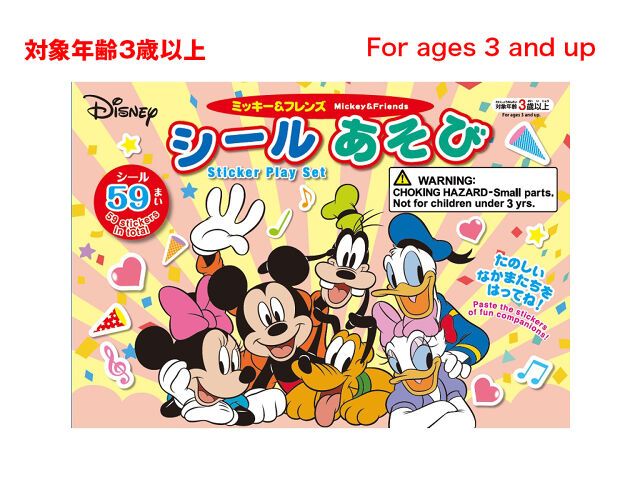 対象年齢3歳以上
For ages 3 and up
Disney
ミッキー&フレンズ Mickey&Friends
対象年齢3歳以上
For ages 3 and up.
シールあそび
Sticker Play Set
シール
59まい
59 stickers
in total
WARNING:
CHOKING HAZARD-Small parts.
Not for children under 3 yrs.
たのしい
なかまたちを
はってね!
Paste the stickers
of fun companions!